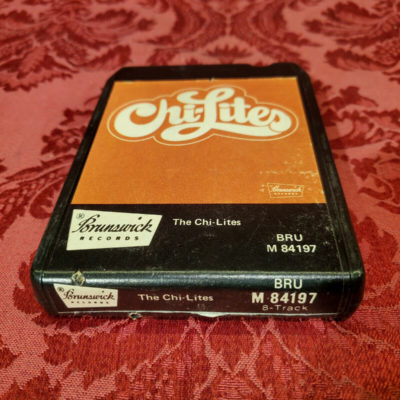 Chi-Lites
Brunswick
® Brunswick
RECORDS
The Chi-Lites
BRU
M 84197
® Brunswick
RECORDS
The Chi-Lites
BRU
M 84197
8-Track